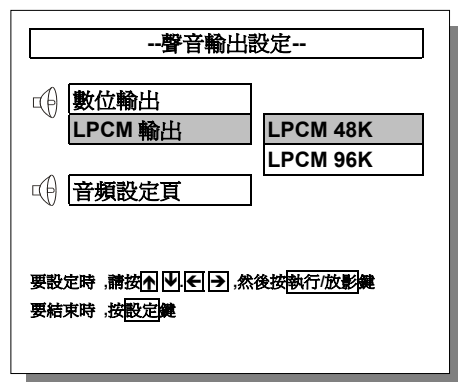 --聲音輸出設定--
數位輸出
LPCM 輸出 LPCM 48K
LPCM 96K
音頻設定頁
要設定時 ,請按↑↓.←→ ,然後按執行/放影鍵
要結束時 ,按設定鍵